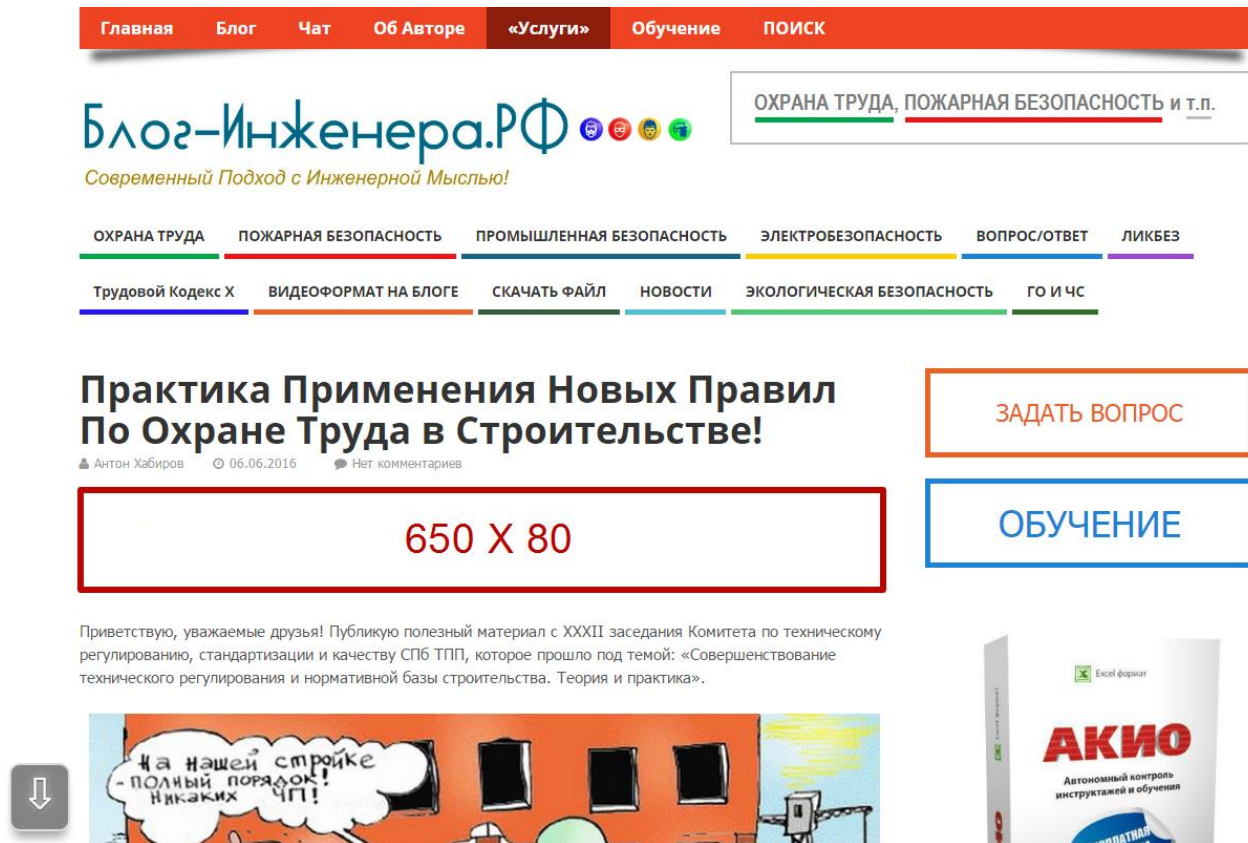 Главная Блог Чат Об Авторе «Услуги» Обучение ПОИСК
Блог-Инженера.РФ
Современный Подход с Инженерной Мыслью!
ОХРАНА ТРУДА, ПОЖАРНАЯ БЕЗОПАСНОСТЬ и т.п.
ОХРАНА ТРУДА ПОЖАРНАЯ БЕЗОПАСНОСТЬ ПРОМЫШЛЕННАЯ БЕЗОПАСНОСТЬ ЭЛЕКТРОБЕЗОПАСНОСТЬ ВОПРОС/ОТВЕТ ЛИКБЕЗ
Трудовой Кодекс X ВИДЕОФОРМАТ НА БЛОГЕ СКАЧАТЬ ФАЙЛ НОВОСТИ ЭКОЛОГИЧЕСКАЯ БЕЗОПАСНОСТЬ ГО И ЧС
Практика Применения Новых Правил
По Охране Труда в Строительстве!
Антон Хабиров 06.06.2016 Нет комментариев
650 X 80
Приветствую, уважаемые друзья! Публикую полезный материал с XXXII заседания Комитета по техническому
регулированию, стандартизации и качеству СПб ТПП, которое прошло под темой: «Совершенствование
технического регулирования и нормативной базы строительства. Теория и практика».
На нашей стройке
- полный порядок!
Никаких ЧП!
ЗАДАТЬ ВОПРОС
ОБУЧЕНИЕ
Excel формат
АКИО
Автономный контроль
инструктажей и обучения